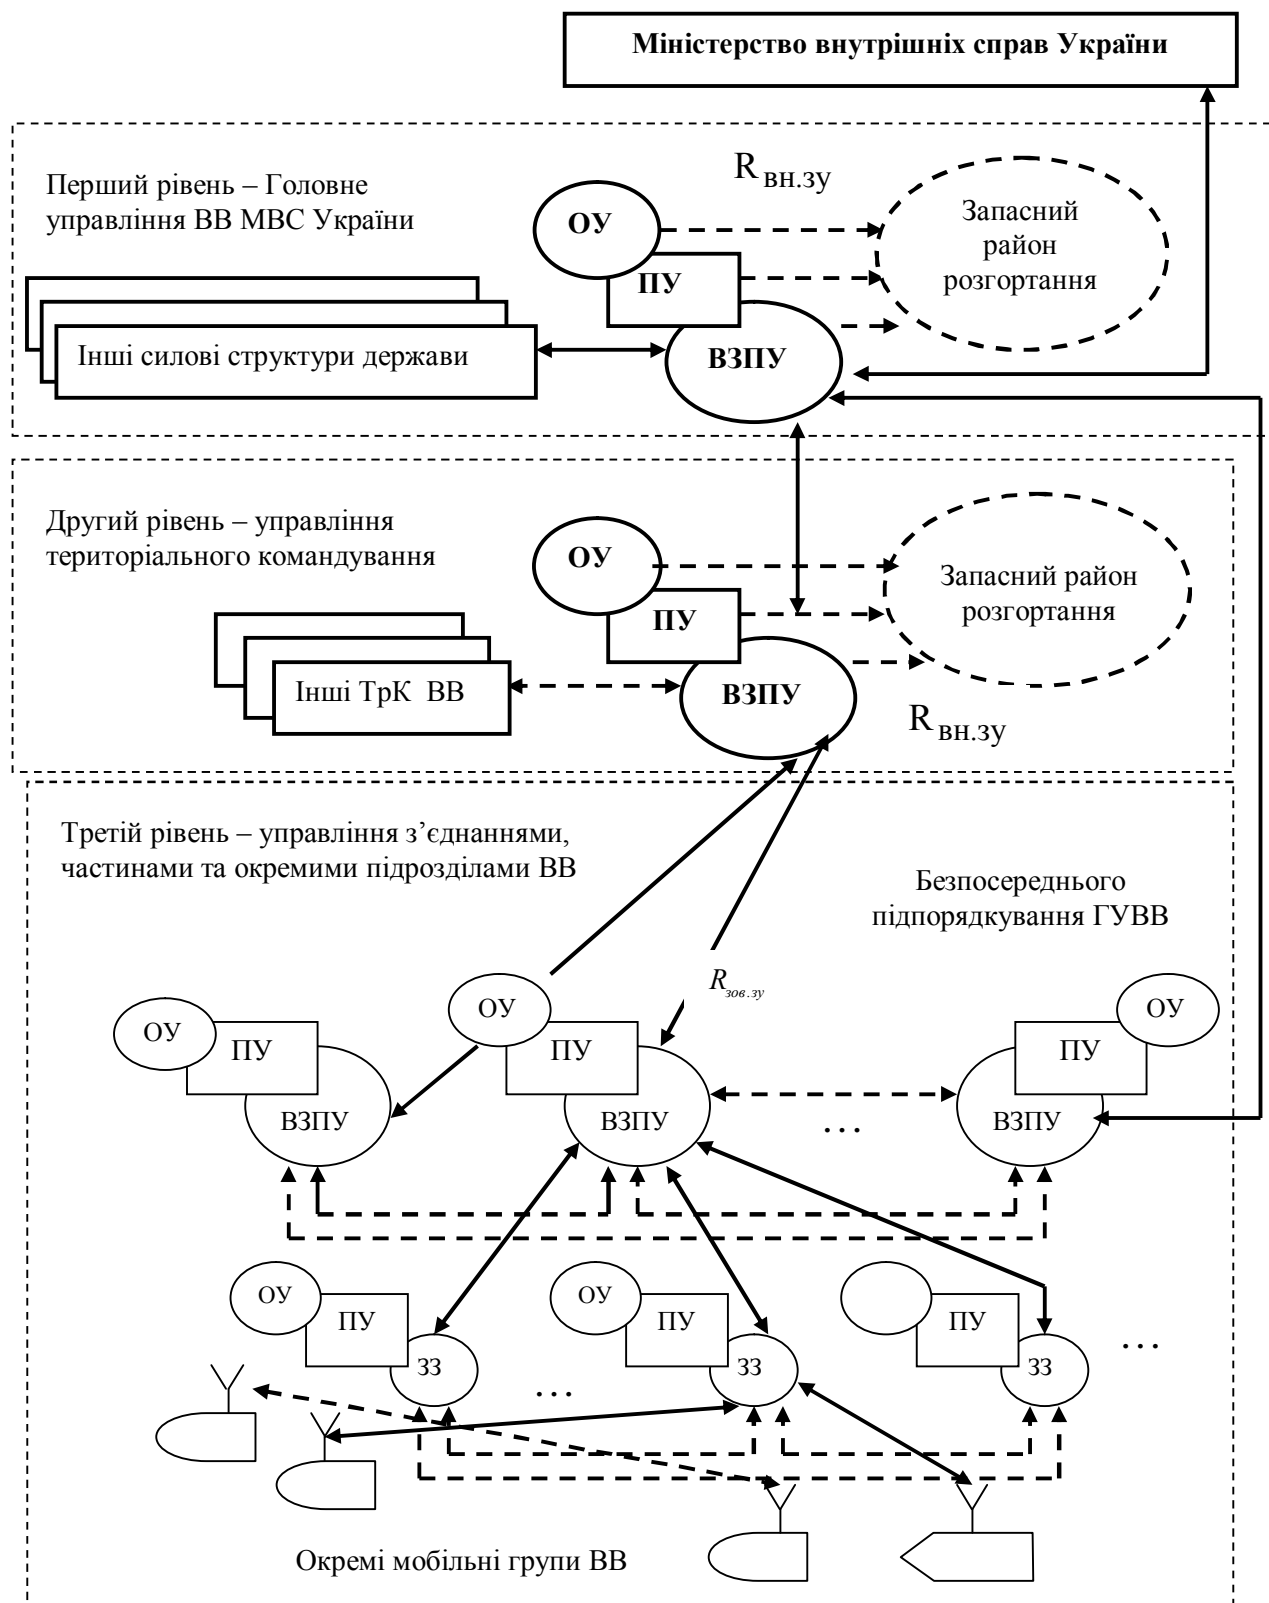 Міністерство внутрішніх справ України
Перший рівень – Головне
управління ВВ МВС України
R вн.зу
ОУ
ПУ
ВЗПУ
Запасний
район
розгортання
Інші силові структури держави
Другий рівень – управління
територіального командування
ОУ
ПУ
ВЗПУ
Запасний район
розгортання
Інші ТрК ВВ
R вн.зу
Третій рівень – управління з’єднаннями,
частинами та окремими підрозділами ВВ
Безпосереднього
підпорядкування ГУВВ
R зов.зу
ОУ
ПУ
ВЗПУ
ОУ
ПУ
ВЗПУ
...
ОУ
ПУ
ВЗПУ
ОУ
ПУ
ЗЗ
...
ОУ
ПУ
ЗЗ
ПУ
ЗЗ
...
Окремі мобільні групи ВВ